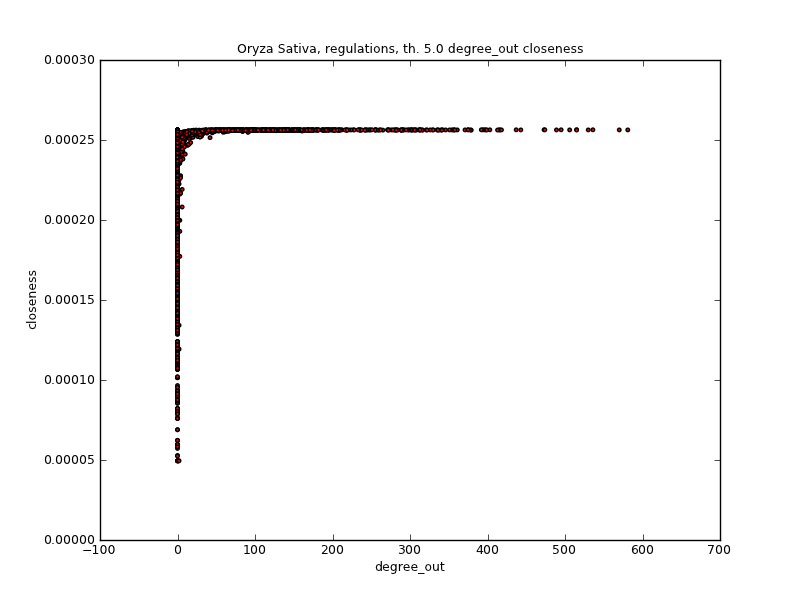 Oryza Sativa, regulations, th. 5.0 degree_out closeness
0.00030
0.00025
0.00020
0.00015
0.00010
0.00005
0.00000
closeness
−100 0 100 200 300 400 500 600 700
degree_out